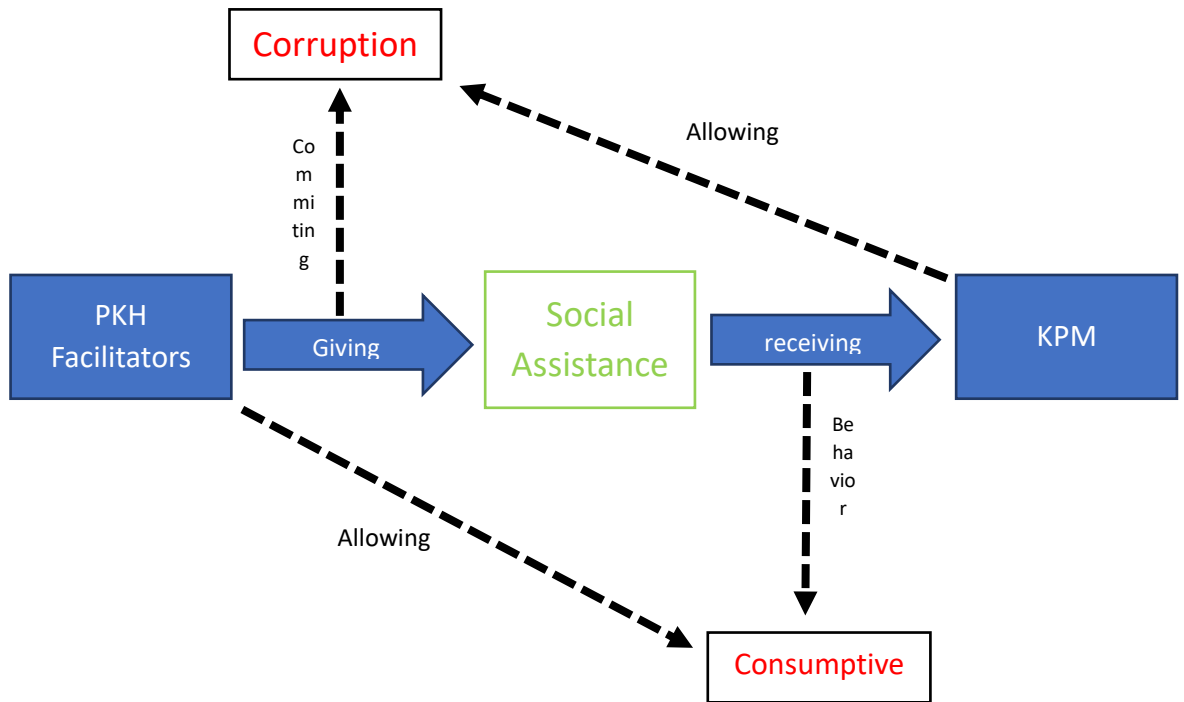 Corruption
Allowing
Co
m
mi
tin
g
PKH
Facilitators
Giving
Social
Assistance
receiving
KPM
Be
ha
vio
r
Allowing
Consumptive